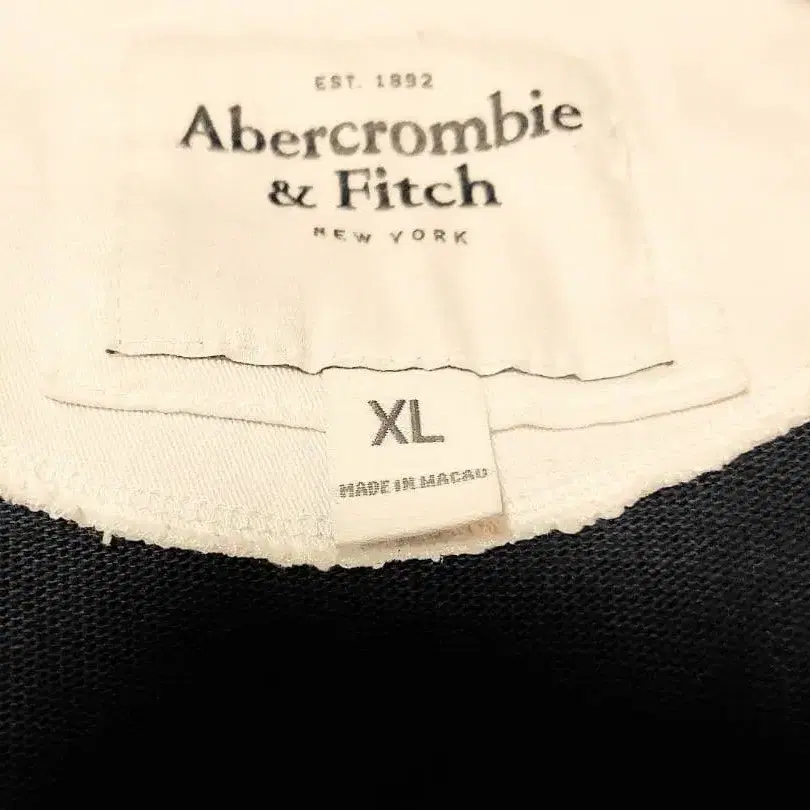 EST. 1892
Abercrombie
& Fitch
NEW YORK
XL
MADE IN MACAU